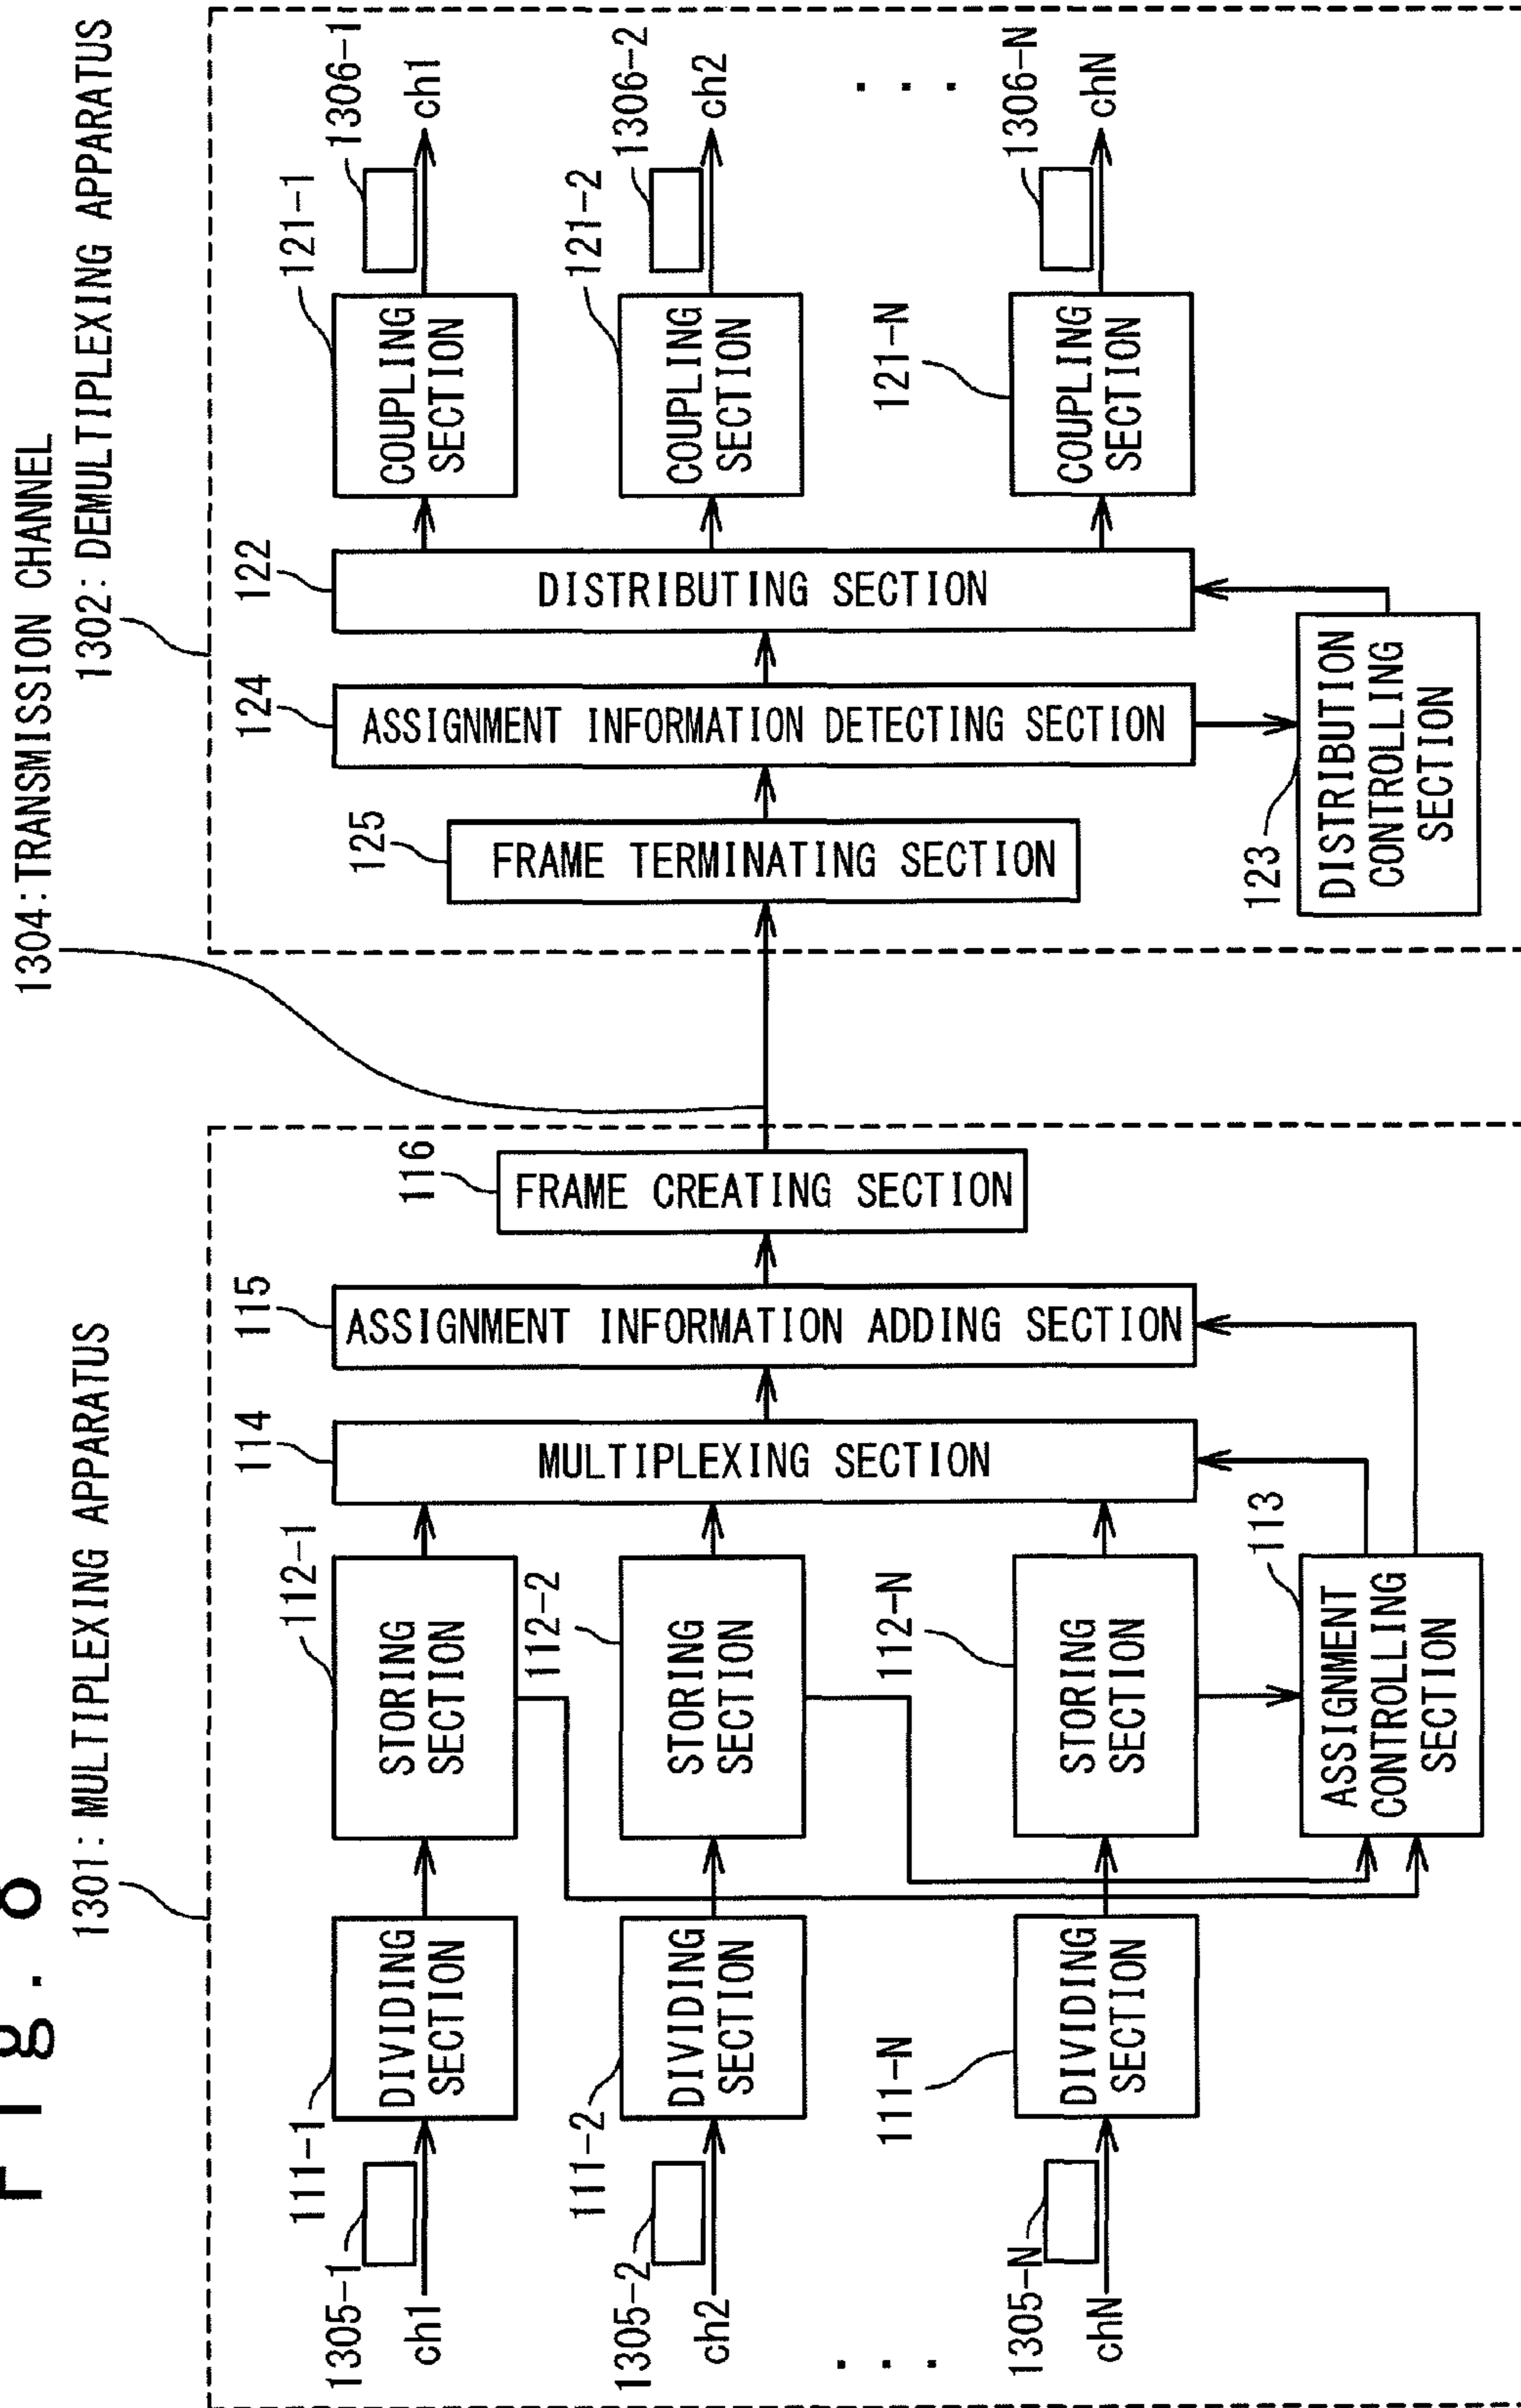 Fig. 8
1304: TRANSMISSION CHANNEL
1301: MULTIPLEXING APPARATUS
1302: DEMULTIPLEXING APPARATUS
1305-1
ch1
111-1
DIVIDING
SECTION
112-1
STORING
SECTION
1305-2
ch2
111-2
DIVIDING
SECTION
112-2
STORING
SECTION
. . .
1305-N
chN
111-N
DIVIDING
SECTION
112-N
STORING
SECTION
113
ASSIGNMENT
CONTROLLING
SECTION
114
MULTIPLEXING SECTION
115
ASSIGNMENT INFORMATION ADDING SECTION
116
FRAME CREATING SECTION
125
FRAME TERMINATING SECTION
124
ASSIGNMENT INFORMATION DETECTING SECTION
122
DISTRIBUTING SECTION
123
DISTRIBUTION
CONTROLLING
SECTION
121-1
COUPLING
SECTION
1306-1
ch1
121-2
COUPLING
SECTION
1306-2
ch2
. . .
121-N
COUPLING
SECTION
1306-N
chN